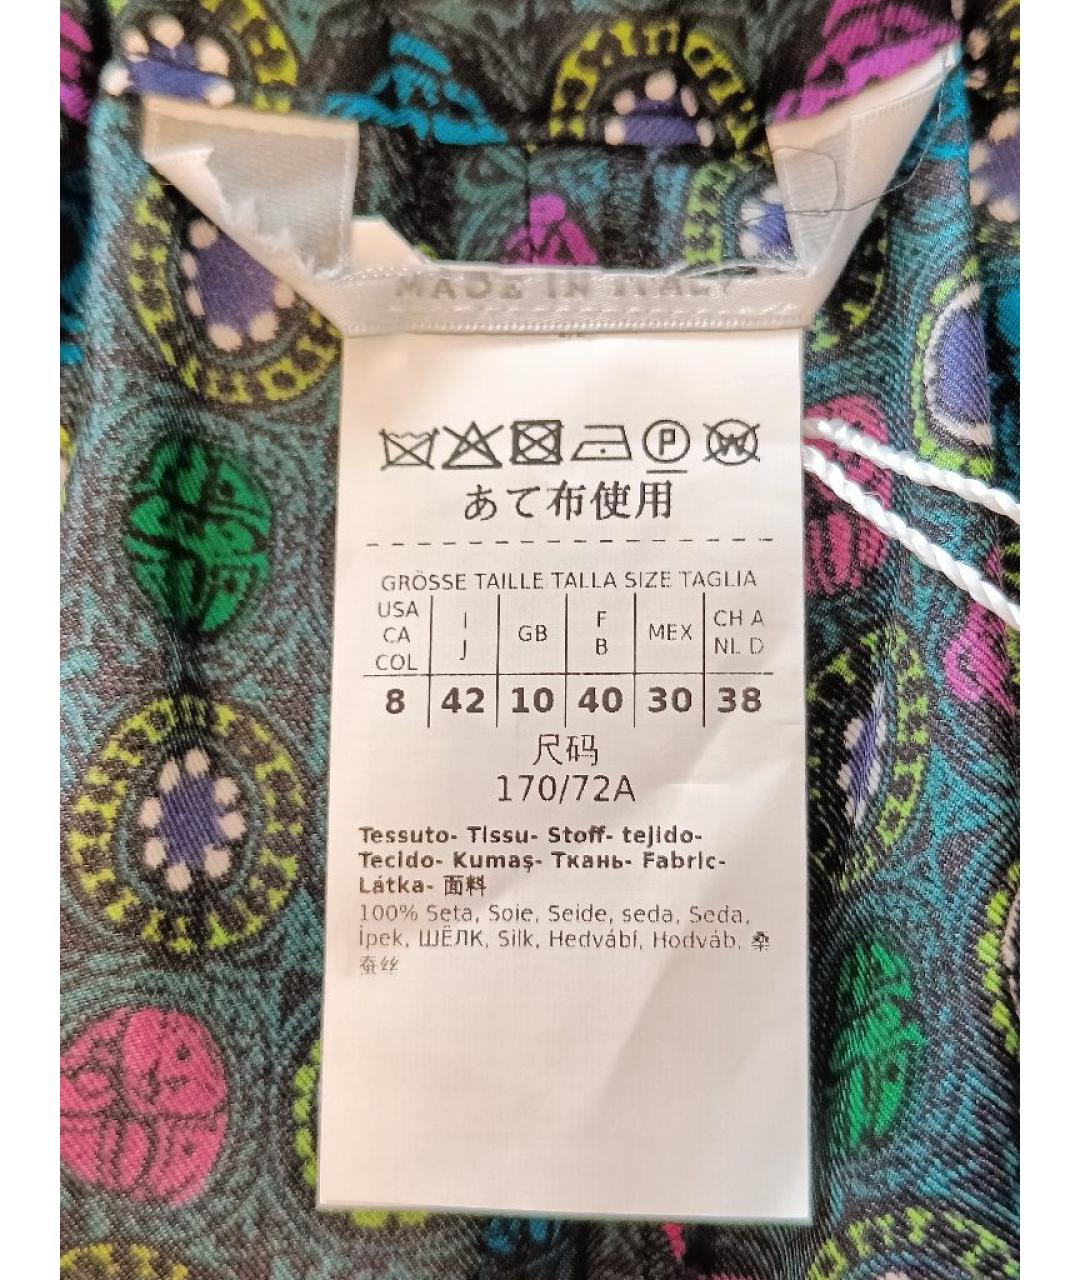 MADE IN ITALY
あて布使用
GRÖSSE TAILLE TALLA SIZE TAGLIA
USA CA COL | I J | GB | F B | MEX | CH A NL D
8 | 42 | 10 | 40 | 30 | 38
尺码
170/72A
Tessuto- Tissu- Stoff- tejido-
Tecido- Kumaş- Ткань- Fabric-
Látka- 面料
100% Seta, Soie, Seide, seda, Seda,
İpek, ШЁЛК, Silk, Hedvábí, Hodváb, 桑
蚕丝